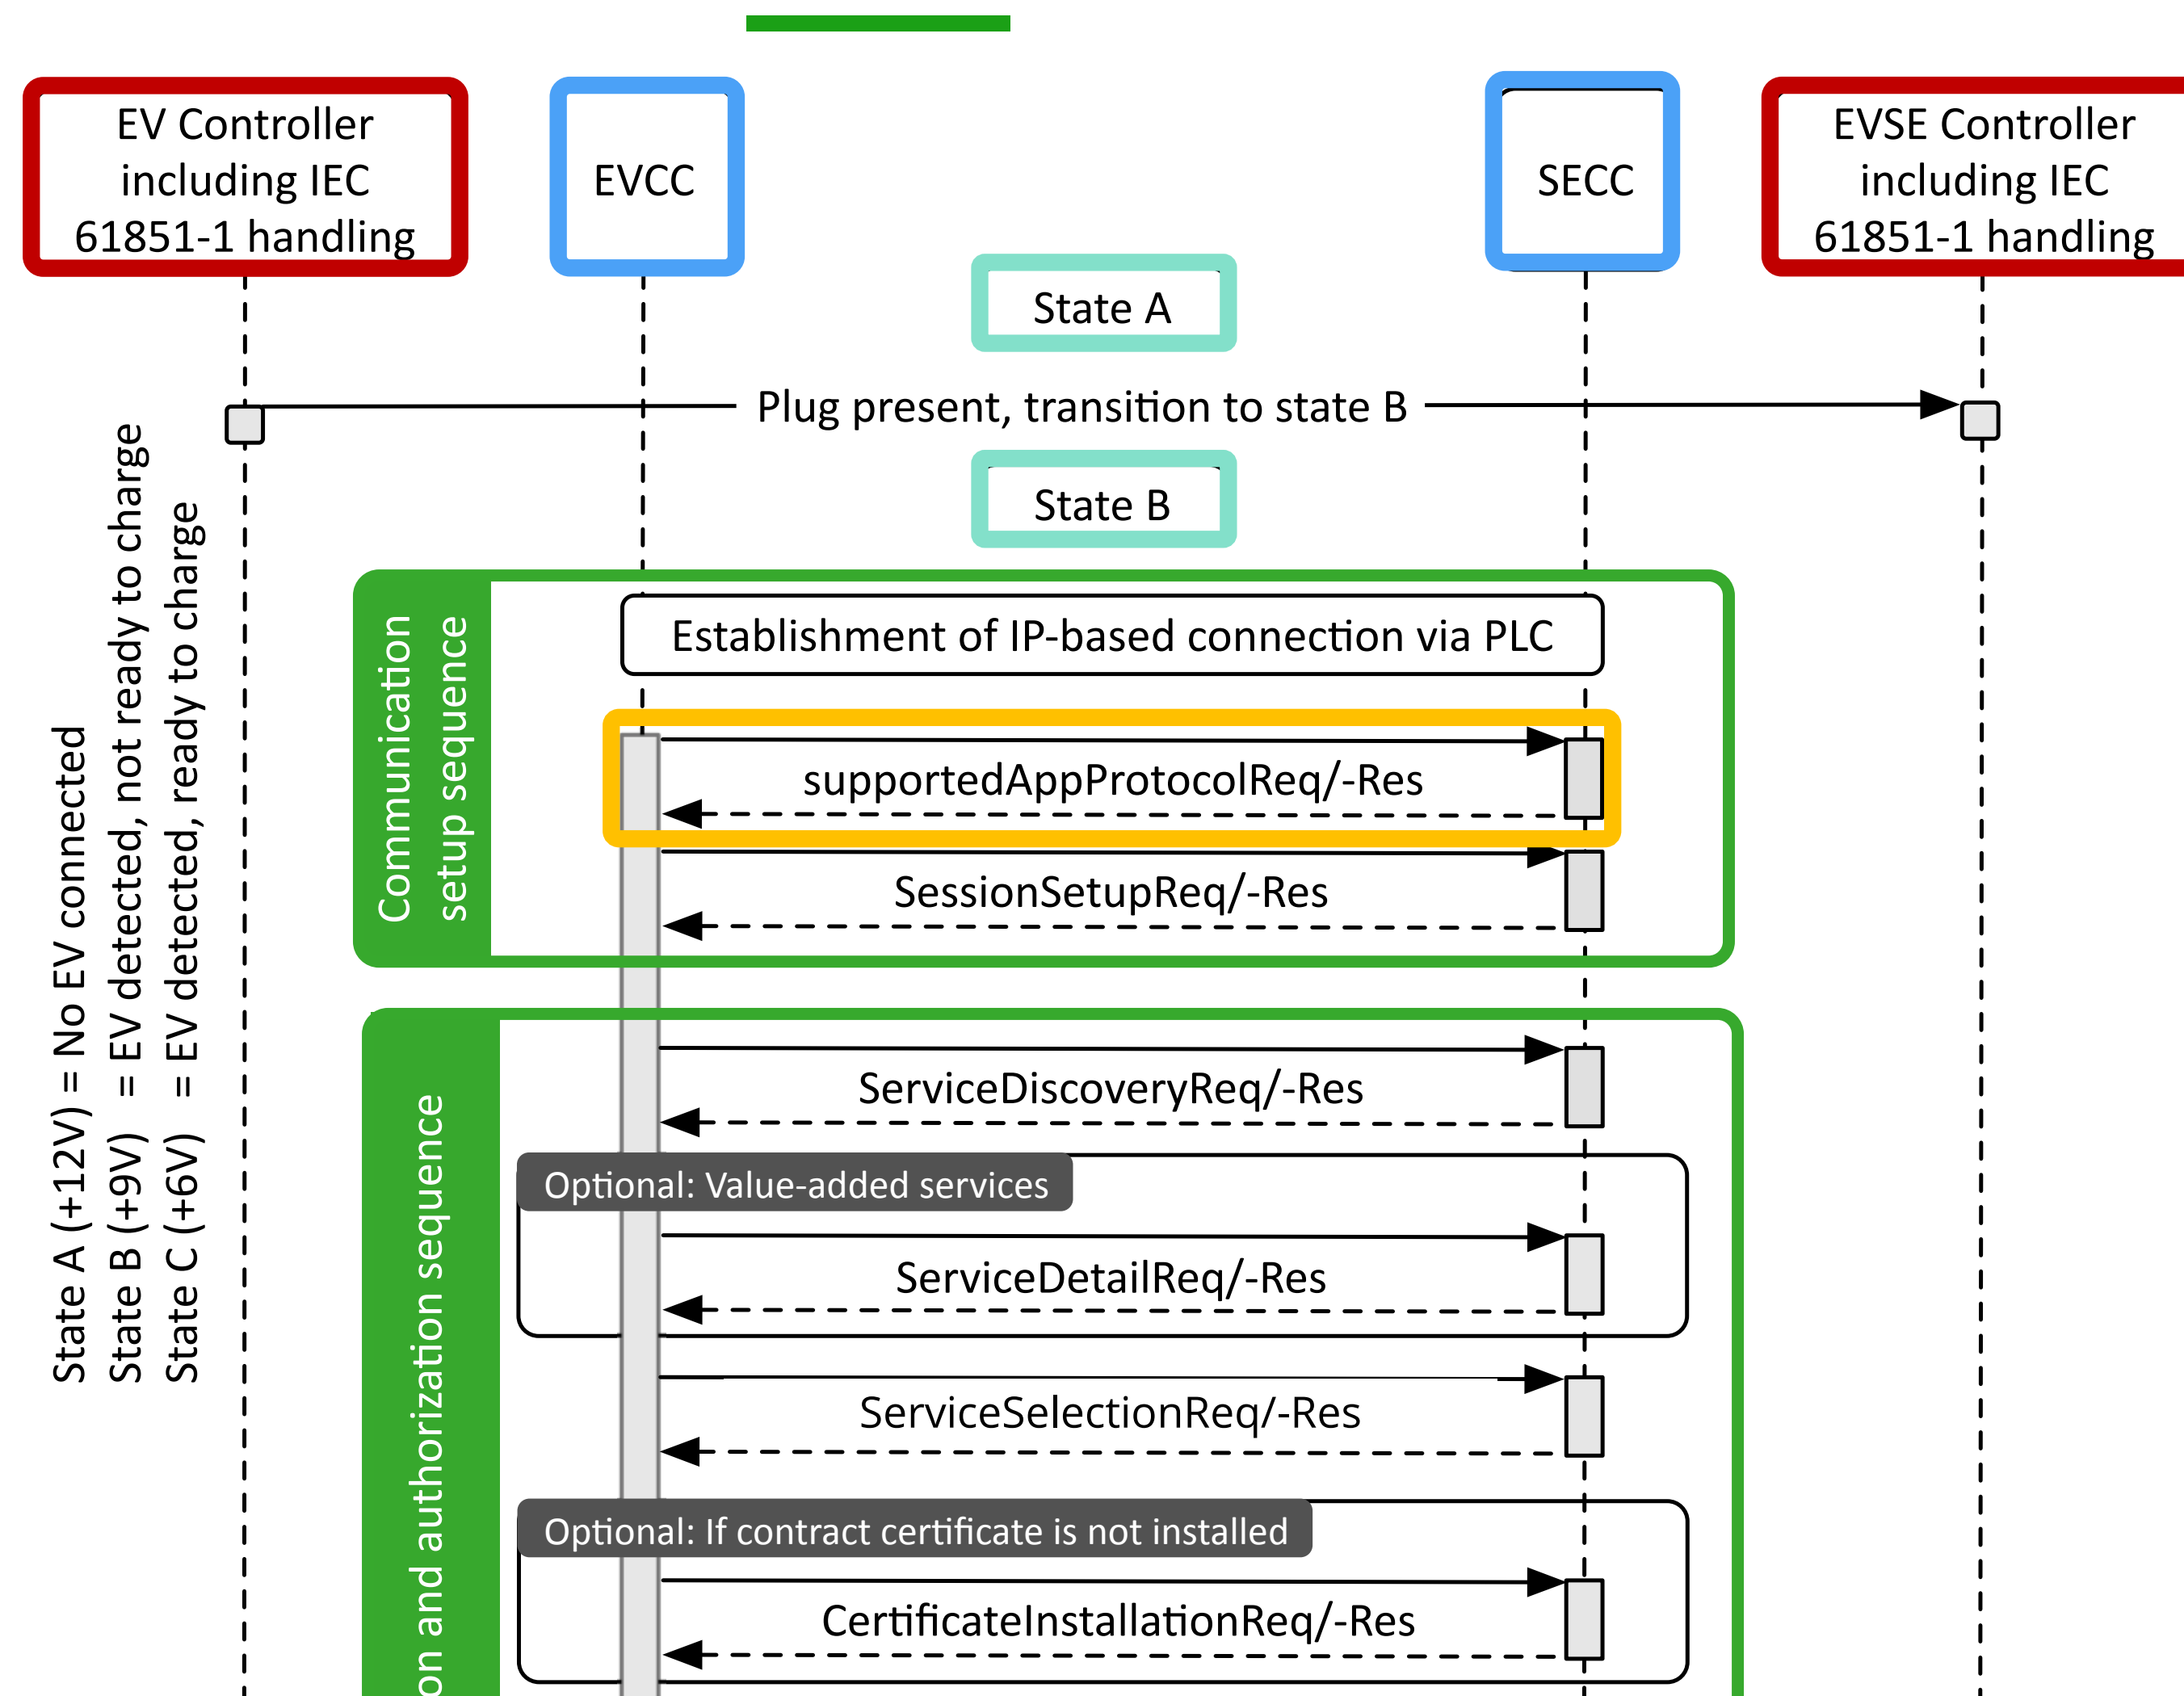 EV Controller
including IEC
61851-1 handling
EVCC
SECC
EVSE Controller
including IEC
61851-1 handling
State A
Plug present, transition to state B
State B
State A (+12V) = No EV connected
State B (+9V) = EV detected, not ready to charge
State C (+6V) = EV detected, ready to charge
Communication
setup sequence
Establishment of IP-based connection via PLC
supportedAppProtocolReq/-Res
SessionSetupReq/-Res
on and authorization sequence
ServiceDiscoveryReq/-Res
Optional: Value-added services
ServiceDetailReq/-Res
ServiceSelectionReq/-Res
Optional: If contract certificate is not installed
CertificateInstallationReq/-Res